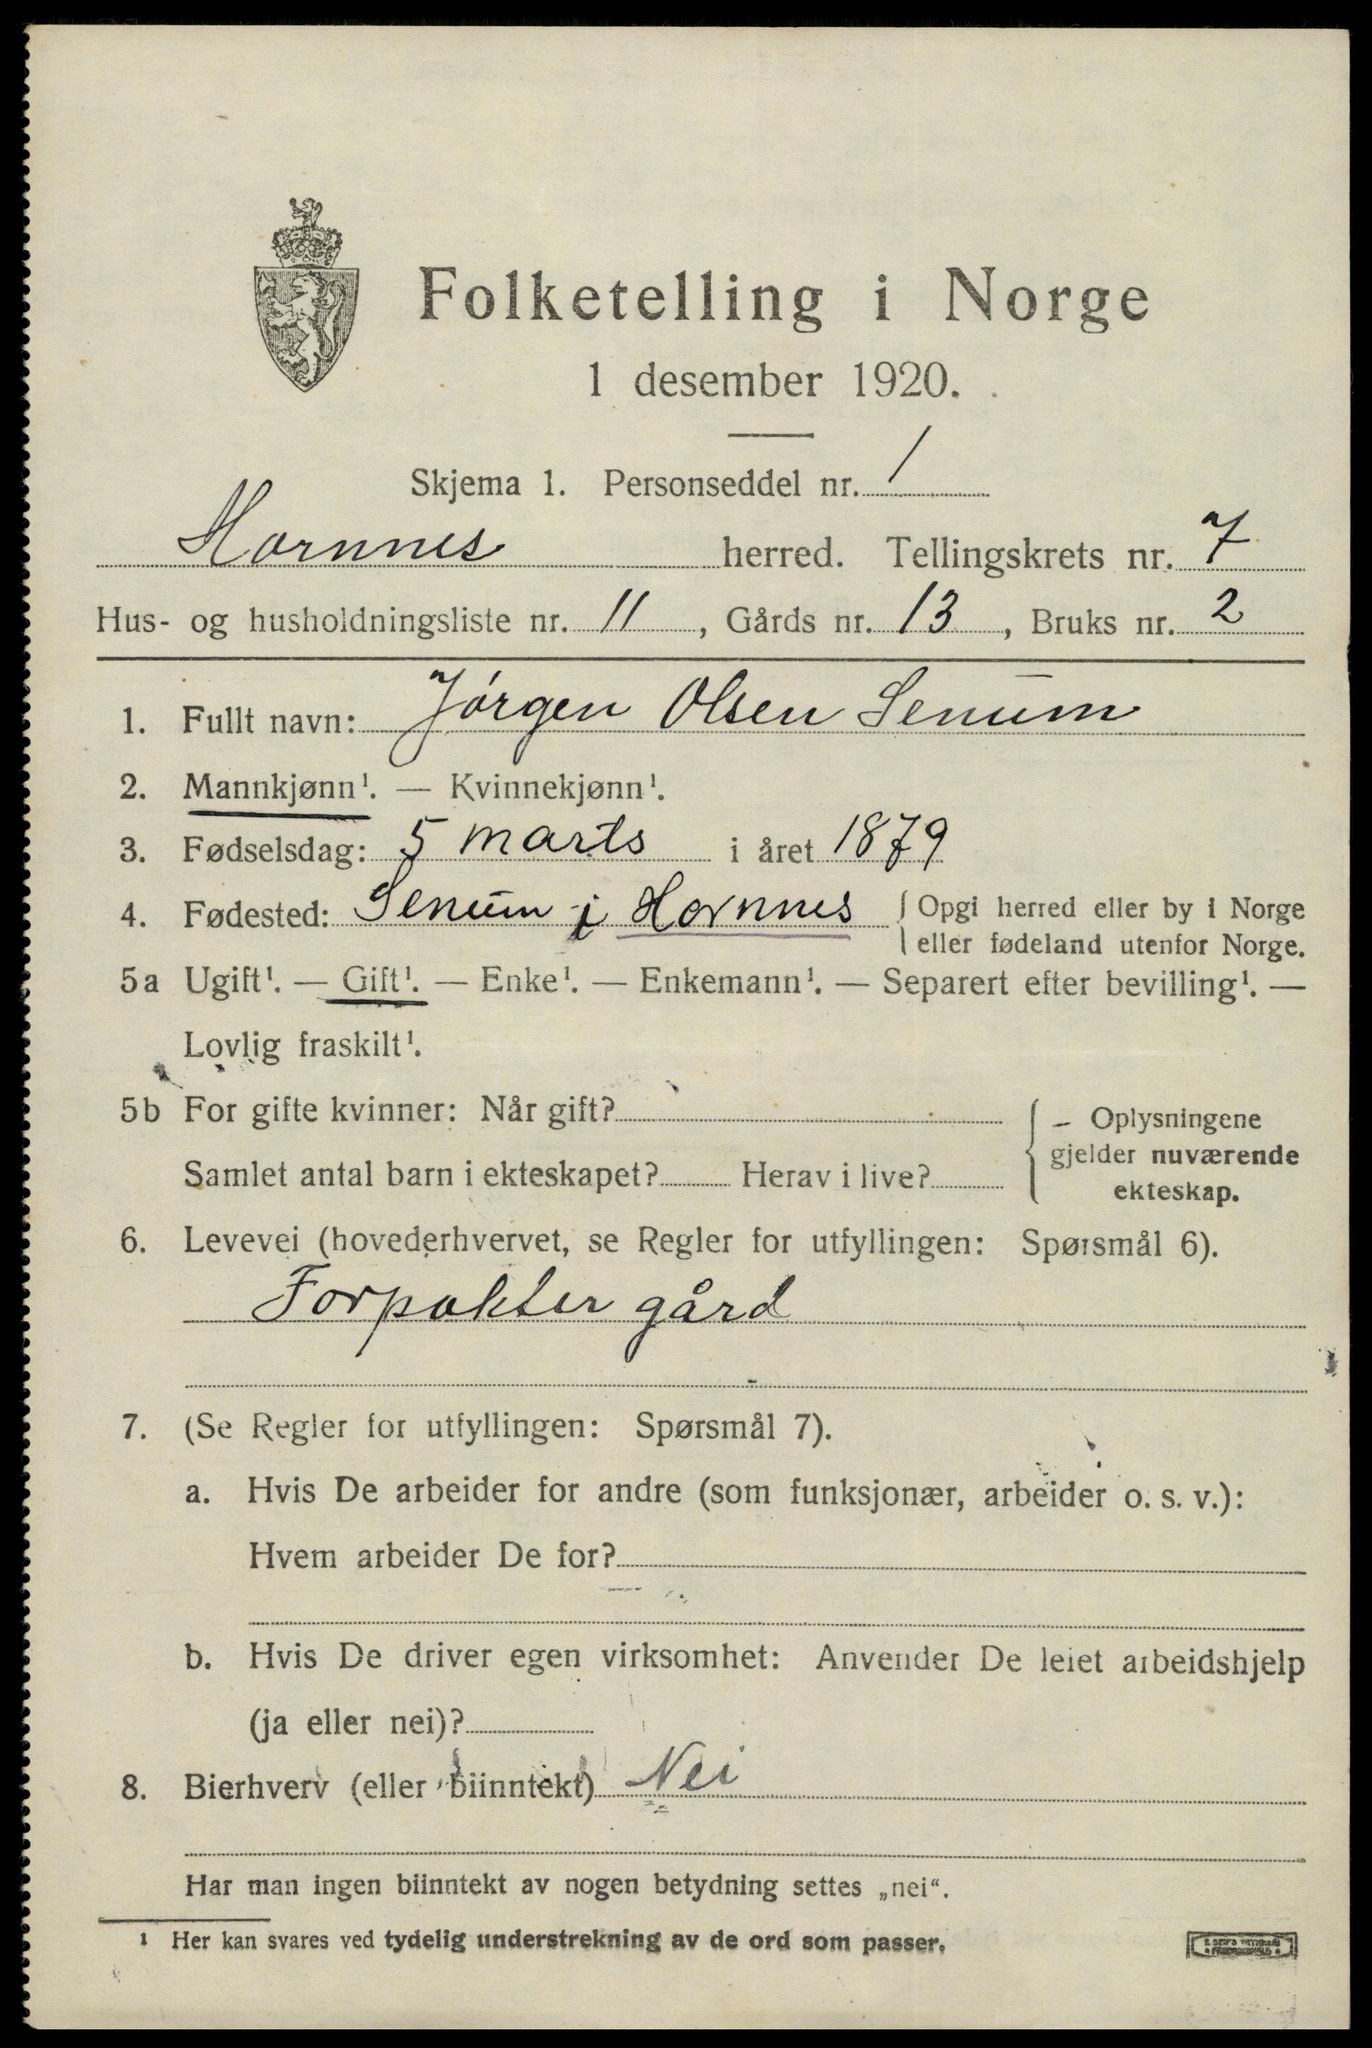 Folketelling i Norge
1 desember 1920.
Skjema 1. Personseddel nr. 1
Hornnes herred. Tellingskrets nr. 7
Hus- og husholdningsliste nr. 11, Gårds nr. 13, Bruks nr. 2
1. Fullt navn: Jørgen Olsen Senum
2. Mannkjønn¹. — Kvinnekjønn¹.
3. Fødselsdag: 5 marts i året 1879
4. Fødested: Senum i Hornnes { Opgi herred eller by i Norge
eller fødeland utenfor Norge.
5a Ugift¹. — Gift¹. — Enke¹. — Enkemann¹. — Separert efter bevilling¹. —
Lovlig fraskilt¹.
5b For gifte kvinner: Når gift? { – Oplysningene
gjelder nuværende
Samlet antal barn i ekteskapet? Herav i live?
ekteskap.
6. Levevei (hovederhvervet, se Regler for utfyllingen: Spørsmål 6).
Forpakter gård
7. (Se Regler for utfyllingen: Spørsmål 7).
a. Hvis De arbeider for andre (som funksjonær, arbeider o. s. v.):
Hvem arbeider De for?
b. Hvis De driver egen virksomhet: Anvender De leiet arbeidshjelp
(ja eller nei)?
8. Bierhverv (eller biinntekt) Nei
Har man ingen biinntekt av nogen betydning settes „nei“.
¹ Her kan svares ved tydelig understrekning av de ord som passer.